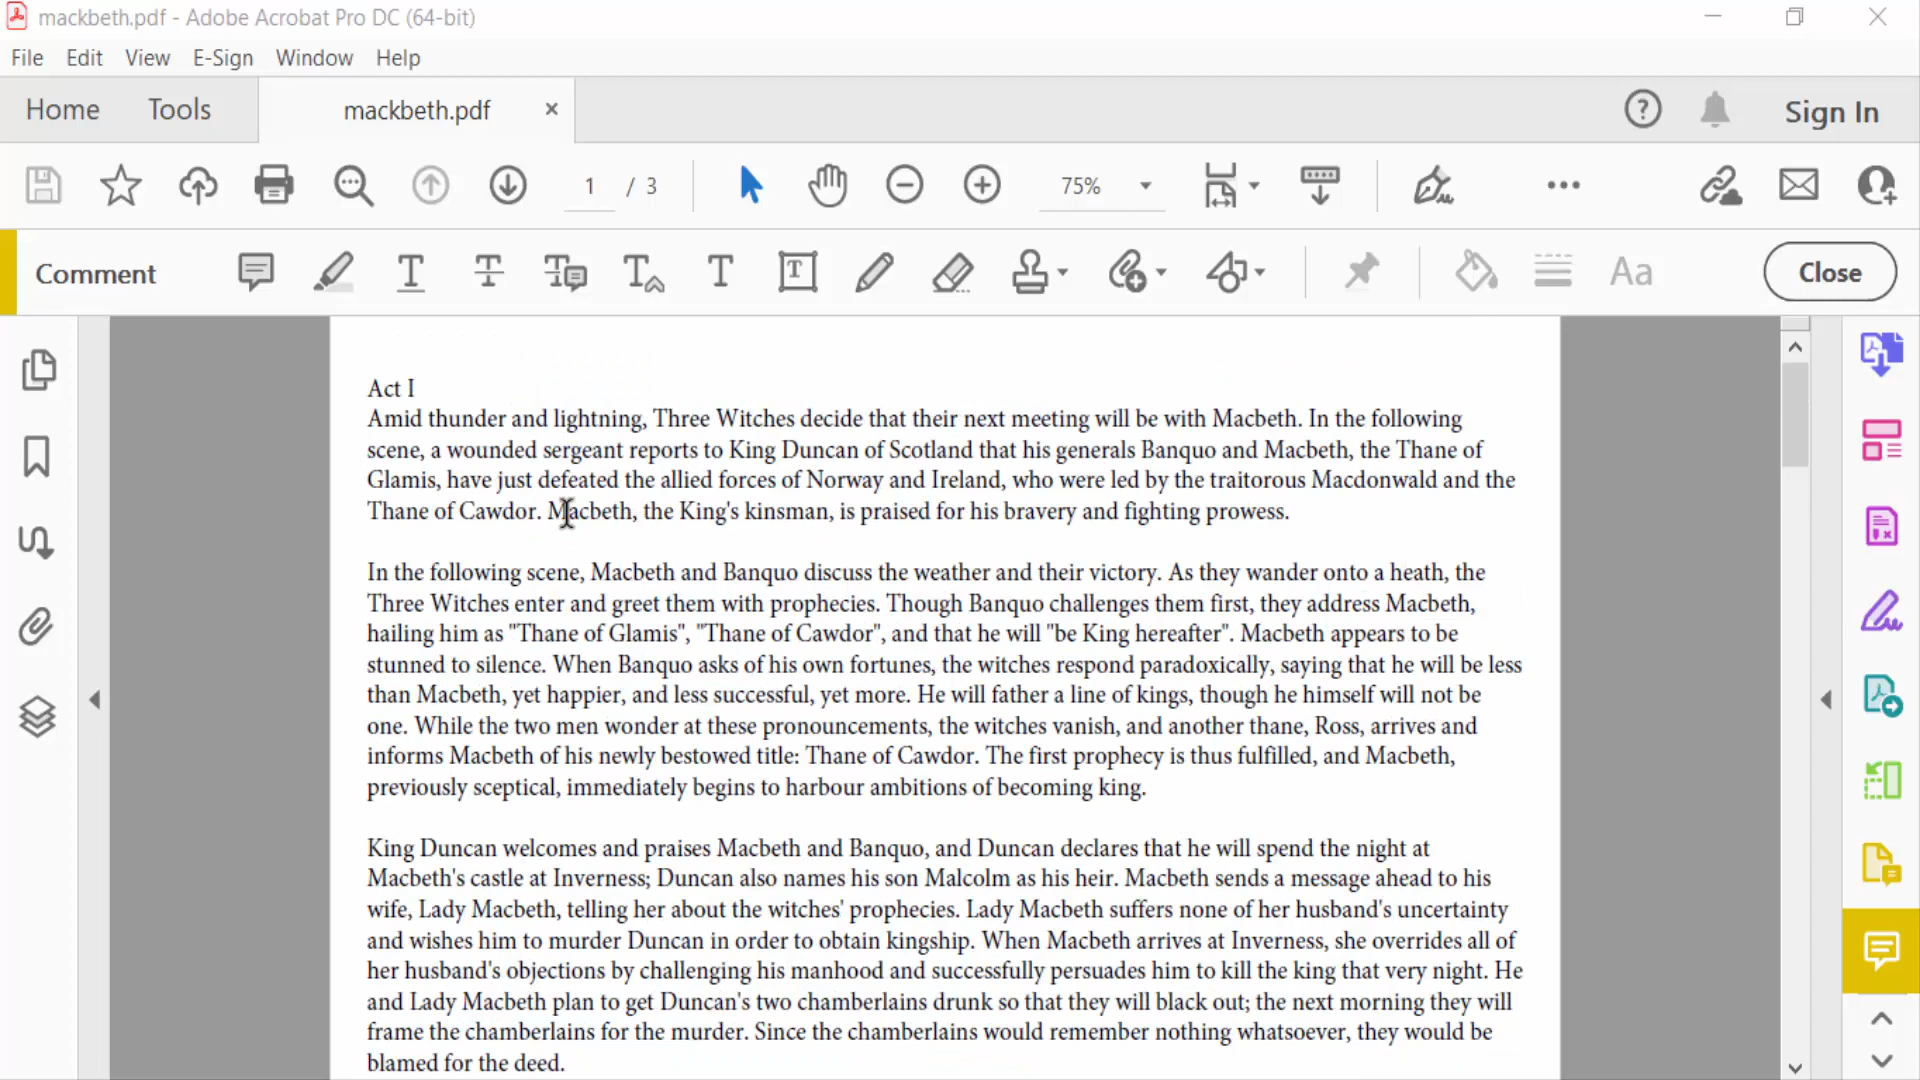 mackbeth.pdf - Adobe Acrobat Pro DC (64-bit)
File Edit View E-Sign Window Help
Home Tools mackbeth.pdf × Sign In
1 / 3 75%
Comment Close
Act I
Amid thunder and lightning, Three Witches decide that their next meeting will be with Macbeth. In the following
scene, a wounded sergeant reports to King Duncan of Scotland that his generals Banquo and Macbeth, the Thane of
Glamis, have just defeated the allied forces of Norway and Ireland, who were led by the traitorous Macdonwald and the
Thane of Cawdor. Macbeth, the King's kinsman, is praised for his bravery and fighting prowess.
In the following scene, Macbeth and Banquo discuss the weather and their victory. As they wander onto a heath, the
Three Witches enter and greet them with prophecies. Though Banquo challenges them first, they address Macbeth,
hailing him as "Thane of Glamis", "Thane of Cawdor", and that he will "be King hereafter". Macbeth appears to be
stunned to silence. When Banquo asks of his own fortunes, the witches respond paradoxically, saying that he will be less
than Macbeth, yet happier, and less successful, yet more. He will father a line of kings, though he himself will not be
one. While the two men wonder at these pronouncements, the witches vanish, and another thane, Ross, arrives and
informs Macbeth of his newly bestowed title: Thane of Cawdor. The first prophecy is thus fulfilled, and Macbeth,
previously sceptical, immediately begins to harbour ambitions of becoming king.
King Duncan welcomes and praises Macbeth and Banquo, and Duncan declares that he will spend the night at
Macbeth's castle at Inverness; Duncan also names his son Malcolm as his heir. Macbeth sends a message ahead to his
wife, Lady Macbeth, telling her about the witches' prophecies. Lady Macbeth suffers none of her husband's uncertainty
and wishes him to murder Duncan in order to obtain kingship. When Macbeth arrives at Inverness, she overrides all of
her husband's objections by challenging his manhood and successfully persuades him to kill the king that very night. He
and Lady Macbeth plan to get Duncan's two chamberlains drunk so that they will black out; the next morning they will
frame the chamberlains for the murder. Since the chamberlains would remember nothing whatsoever, they would be
blamed for the deed.